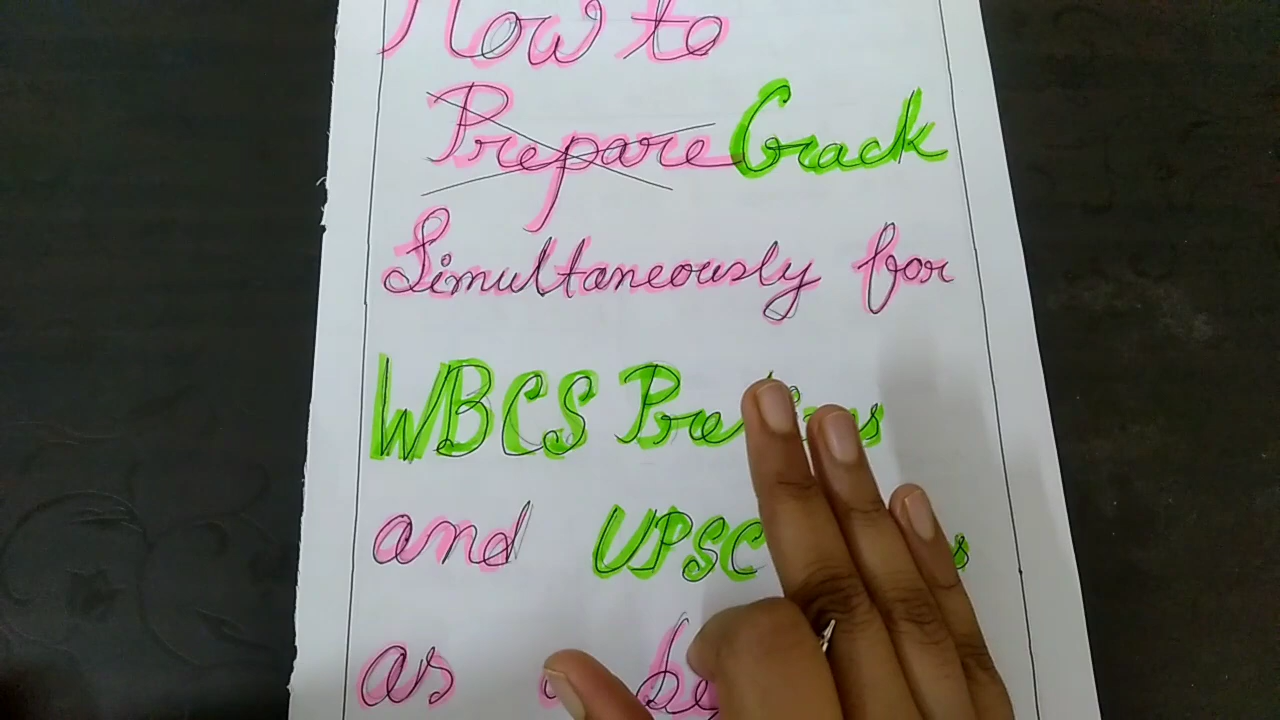 How to
Prepare Crack
Simultaneously for
WBCS
and UPSC
as